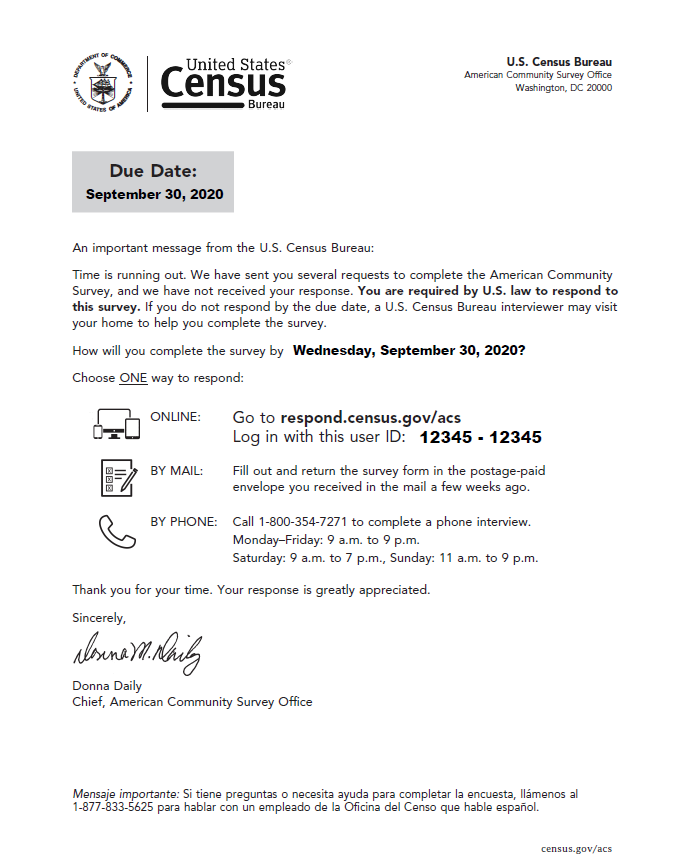 DEPARTMENT OF COMMERCE
UNITED STATES OF AMERICA
United States®
Census
Bureau
U.S. Census Bureau
American Community Survey Office
Washington, DC 20000
Due Date:
September 30, 2020
An important message from the U.S. Census Bureau:
Time is running out. We have sent you several requests to complete the American Community
Survey, and we have not received your response. You are required by U.S. law to respond to
this survey. If you do not respond by the due date, a U.S. Census Bureau interviewer may visit
your home to help you complete the survey.
How will you complete the survey by Wednesday, September 30, 2020?
Choose ONE way to respond:
ONLINE: Go to respond.census.gov/acs
Log in with this user ID: 12345 - 12345
BY MAIL: Fill out and return the survey form in the postage-paid
envelope you received in the mail a few weeks ago.
BY PHONE: Call 1-800-354-7271 to complete a phone interview.
Monday–Friday: 9 a.m. to 9 p.m.
Saturday: 9 a.m. to 7 p.m., Sunday: 11 a.m. to 9 p.m.
Thank you for your time. Your response is greatly appreciated.
Sincerely,
Donna M. Daily
Donna Daily
Chief, American Community Survey Office
Mensaje importante: Si tiene preguntas o necesita ayuda para completar la encuesta, llámenos al
1-877-833-5625 para hablar con un empleado de la Oficina del Censo que hable español.
census.gov/acs